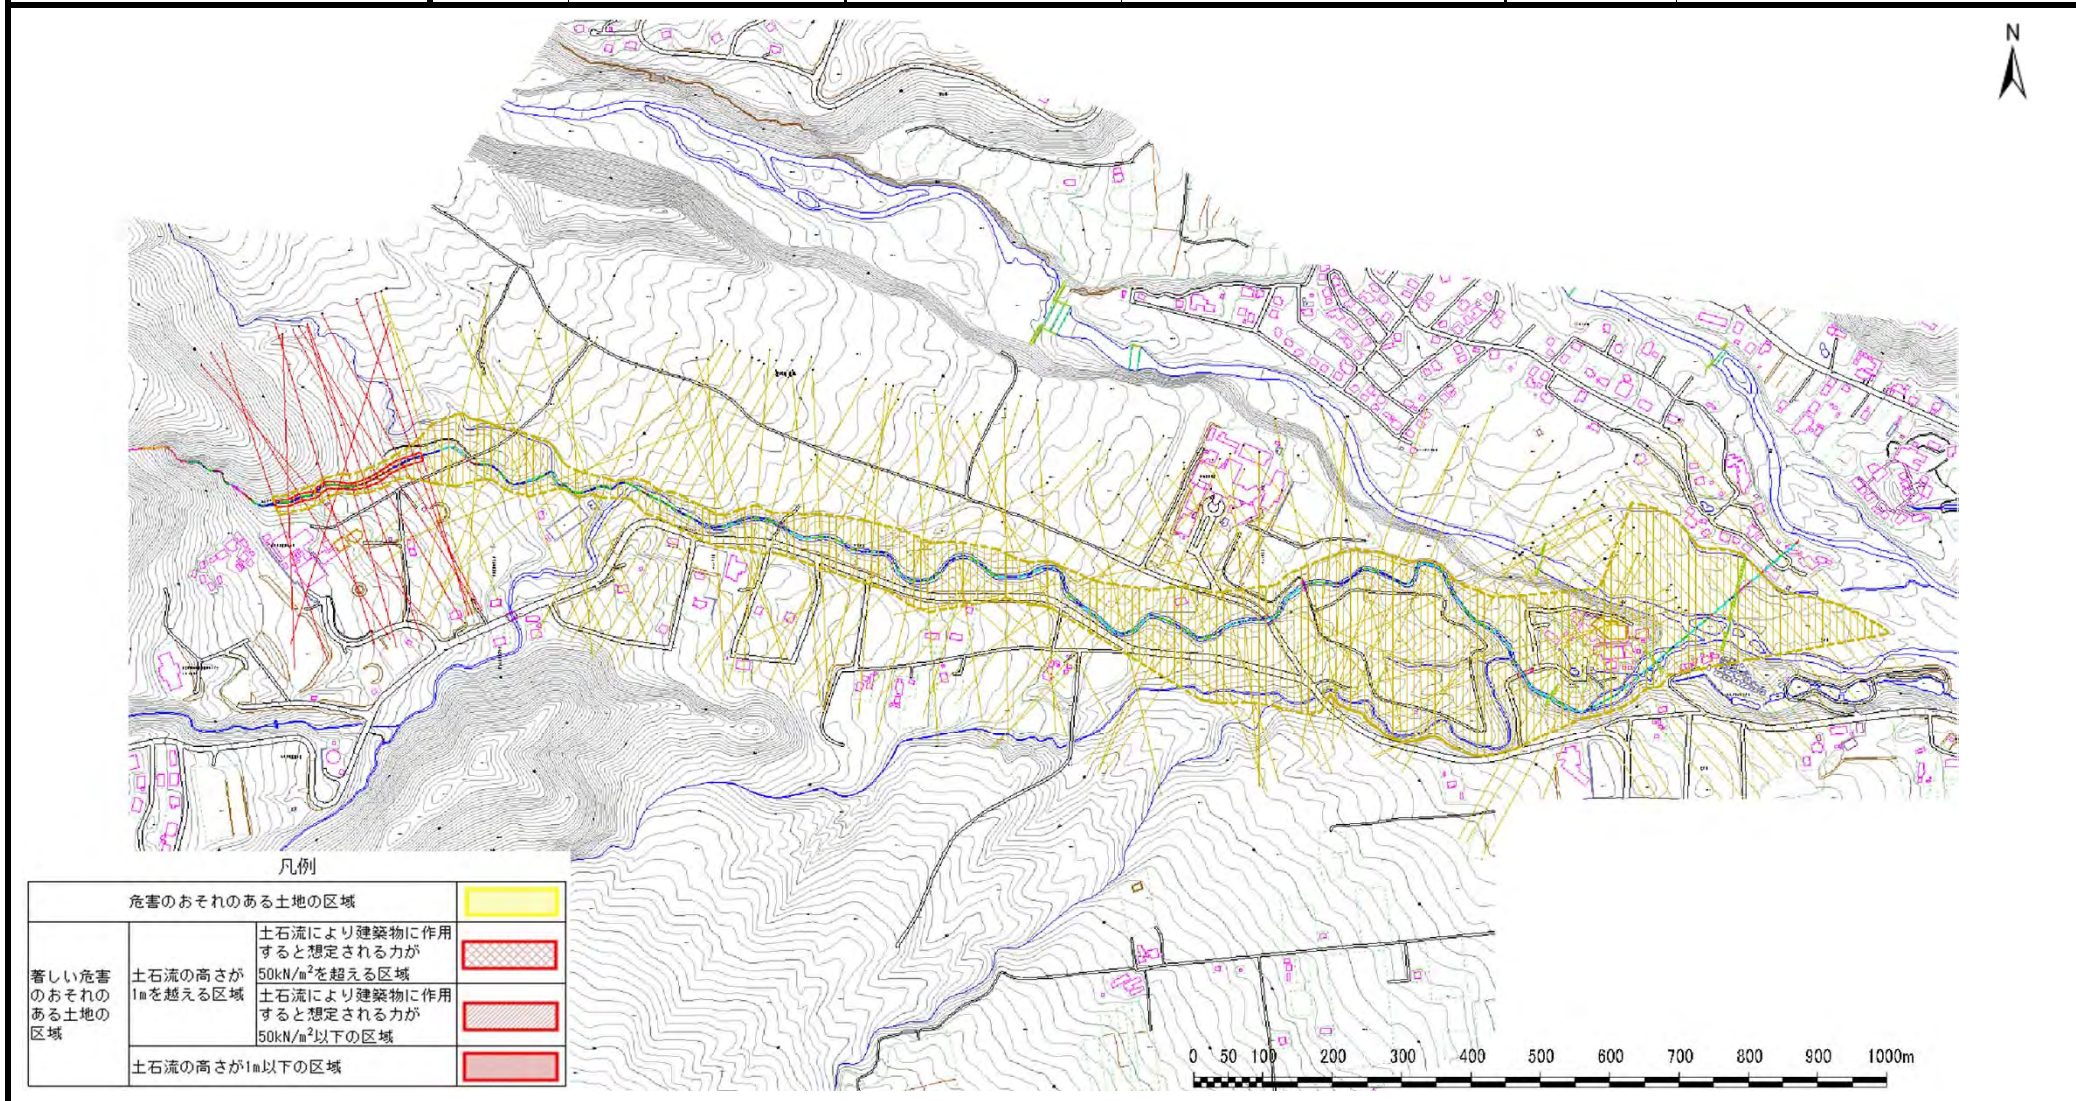 N
凡例
危害のおそれのある土地の区域
著しい危害
のおそれの
ある土地の
区域
土石流の高さが
1mを越える区域
土石流により建築物に作用
すると想定される力が
50kN/m²を超える区域
土石流により建築物に作用
すると想定される力が
50kN/m²以下の区域
土石流の高さが1m以下の区域
0 50 100 200 300 400 500 600 700 800 900 1000m